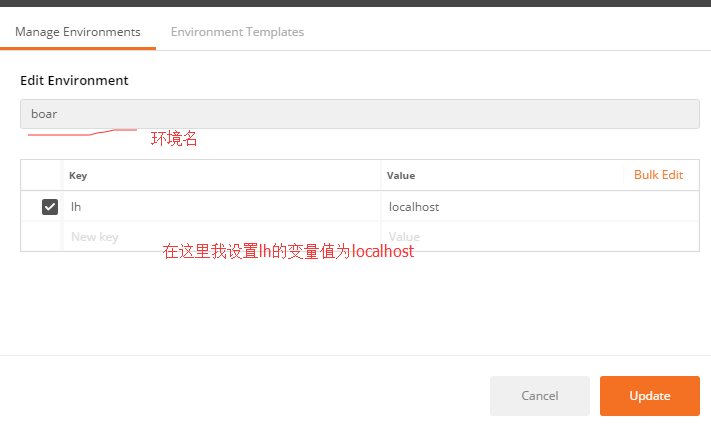 Manage Environments Environment Templates
Edit Environment
boar
环境名
Key Value Bulk Edit
lh localhost
New key Value
在这里我设置lh的变量值为localhost
Cancel Update